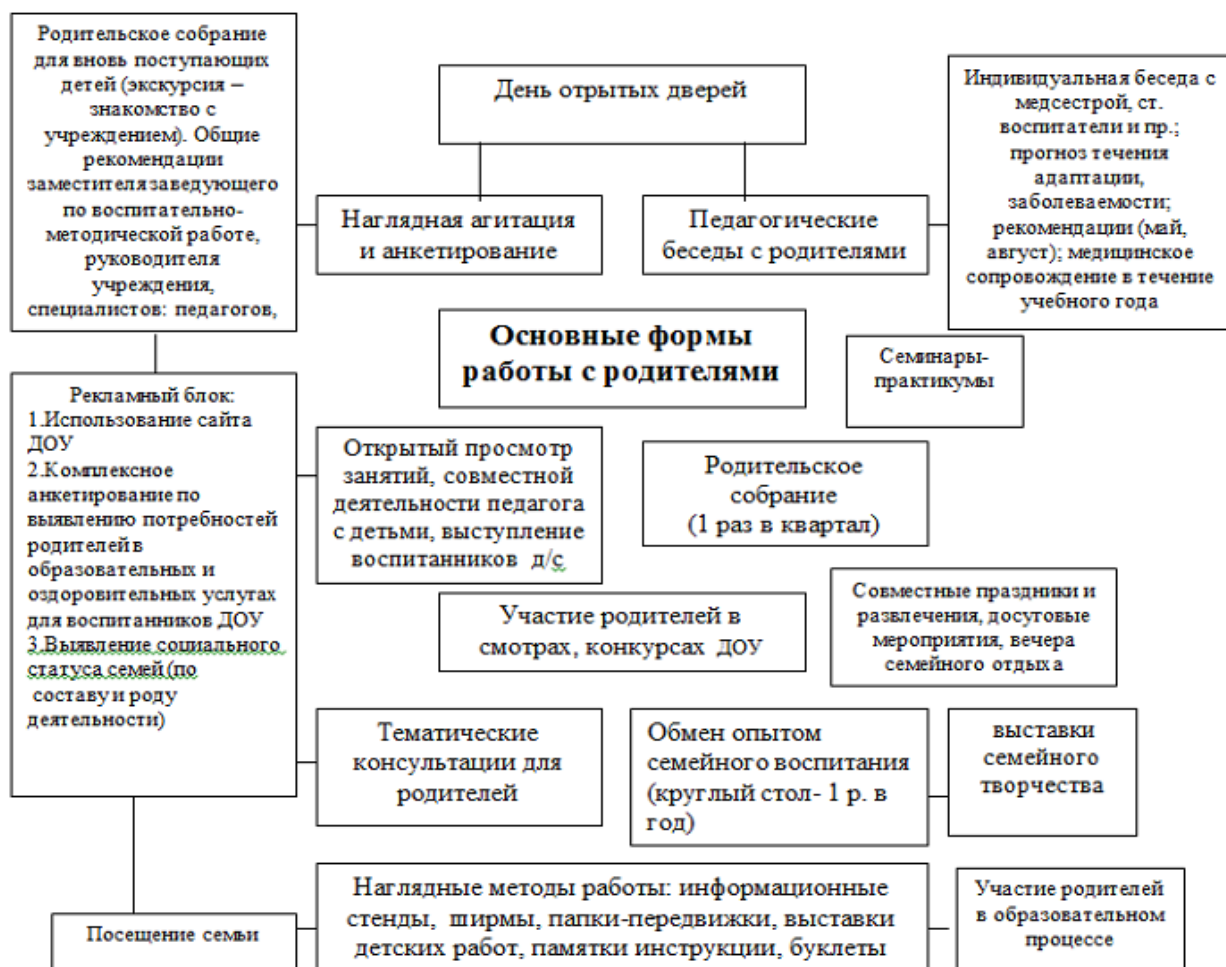 Родительское собрание
для вновь поступающих
детей (экскурсия –
знакомство с
учреждением). Общие
рекомендации
заместителя заведующего
по воспитательно-
методической работе,
руководителя
учреждения,
специалистов: педагогов,
День отрытых дверей
Индивидуальная беседа с
медсестрой, ст.
воспитатели и пр.;
прогноз течения
адаптации,
заболеваемости;
рекомендации (май,
август); медицинское
сопровождение в течение
учебного года
Наглядная агитация
и анкетирование
Педагогические
беседы с родителями
Основные формы
работы с родителями
Семинары-
практикумы
Рекламный блок:
1.Использование сайта
ДОУ
2.Комплексное
анкетирование по
выявлению потребностей
родителей в
образовательных и
оздоровительных услугах
для воспитанников ДОУ
3.Выявление социального
статуса семей (по
составу и роду
деятельности)
Открытый просмотр
занятий, совместной
деятельности педагога
с детьми, выступление
воспитанников д/с
Родительское
собрание
(1 раз в квартал)
Участие родителей в
смотрах, конкурсах ДОУ
Совместные праздники и
развлечения, досуговые
мероприятия, вечера
семейного отдыха
Тематические
консультации для
родителей
Обмен опытом
семейного воспитания
(круглый стол- 1 р. в
год)
выставки
семейного
творчества
Посещение семьи
Наглядные методы работы: информационные
стенды, ширмы, папки-передвижки, выставки
детских работ, памятки инструкции, буклеты
Участие родителей
в образовательном
процессе